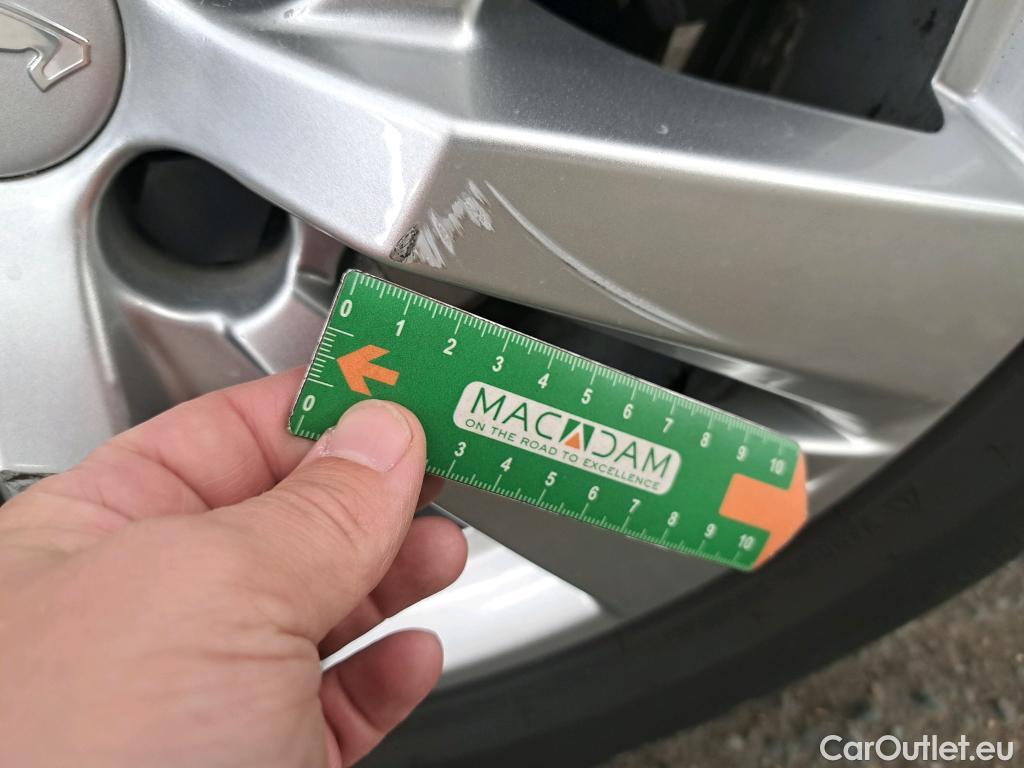 0 1 2 3 4 5 6 7 8 9 10
MACADAM
ON THE ROAD TO EXCELLENCE
0 3 4 5 6 7 8 9 10
CarOutlet.eu